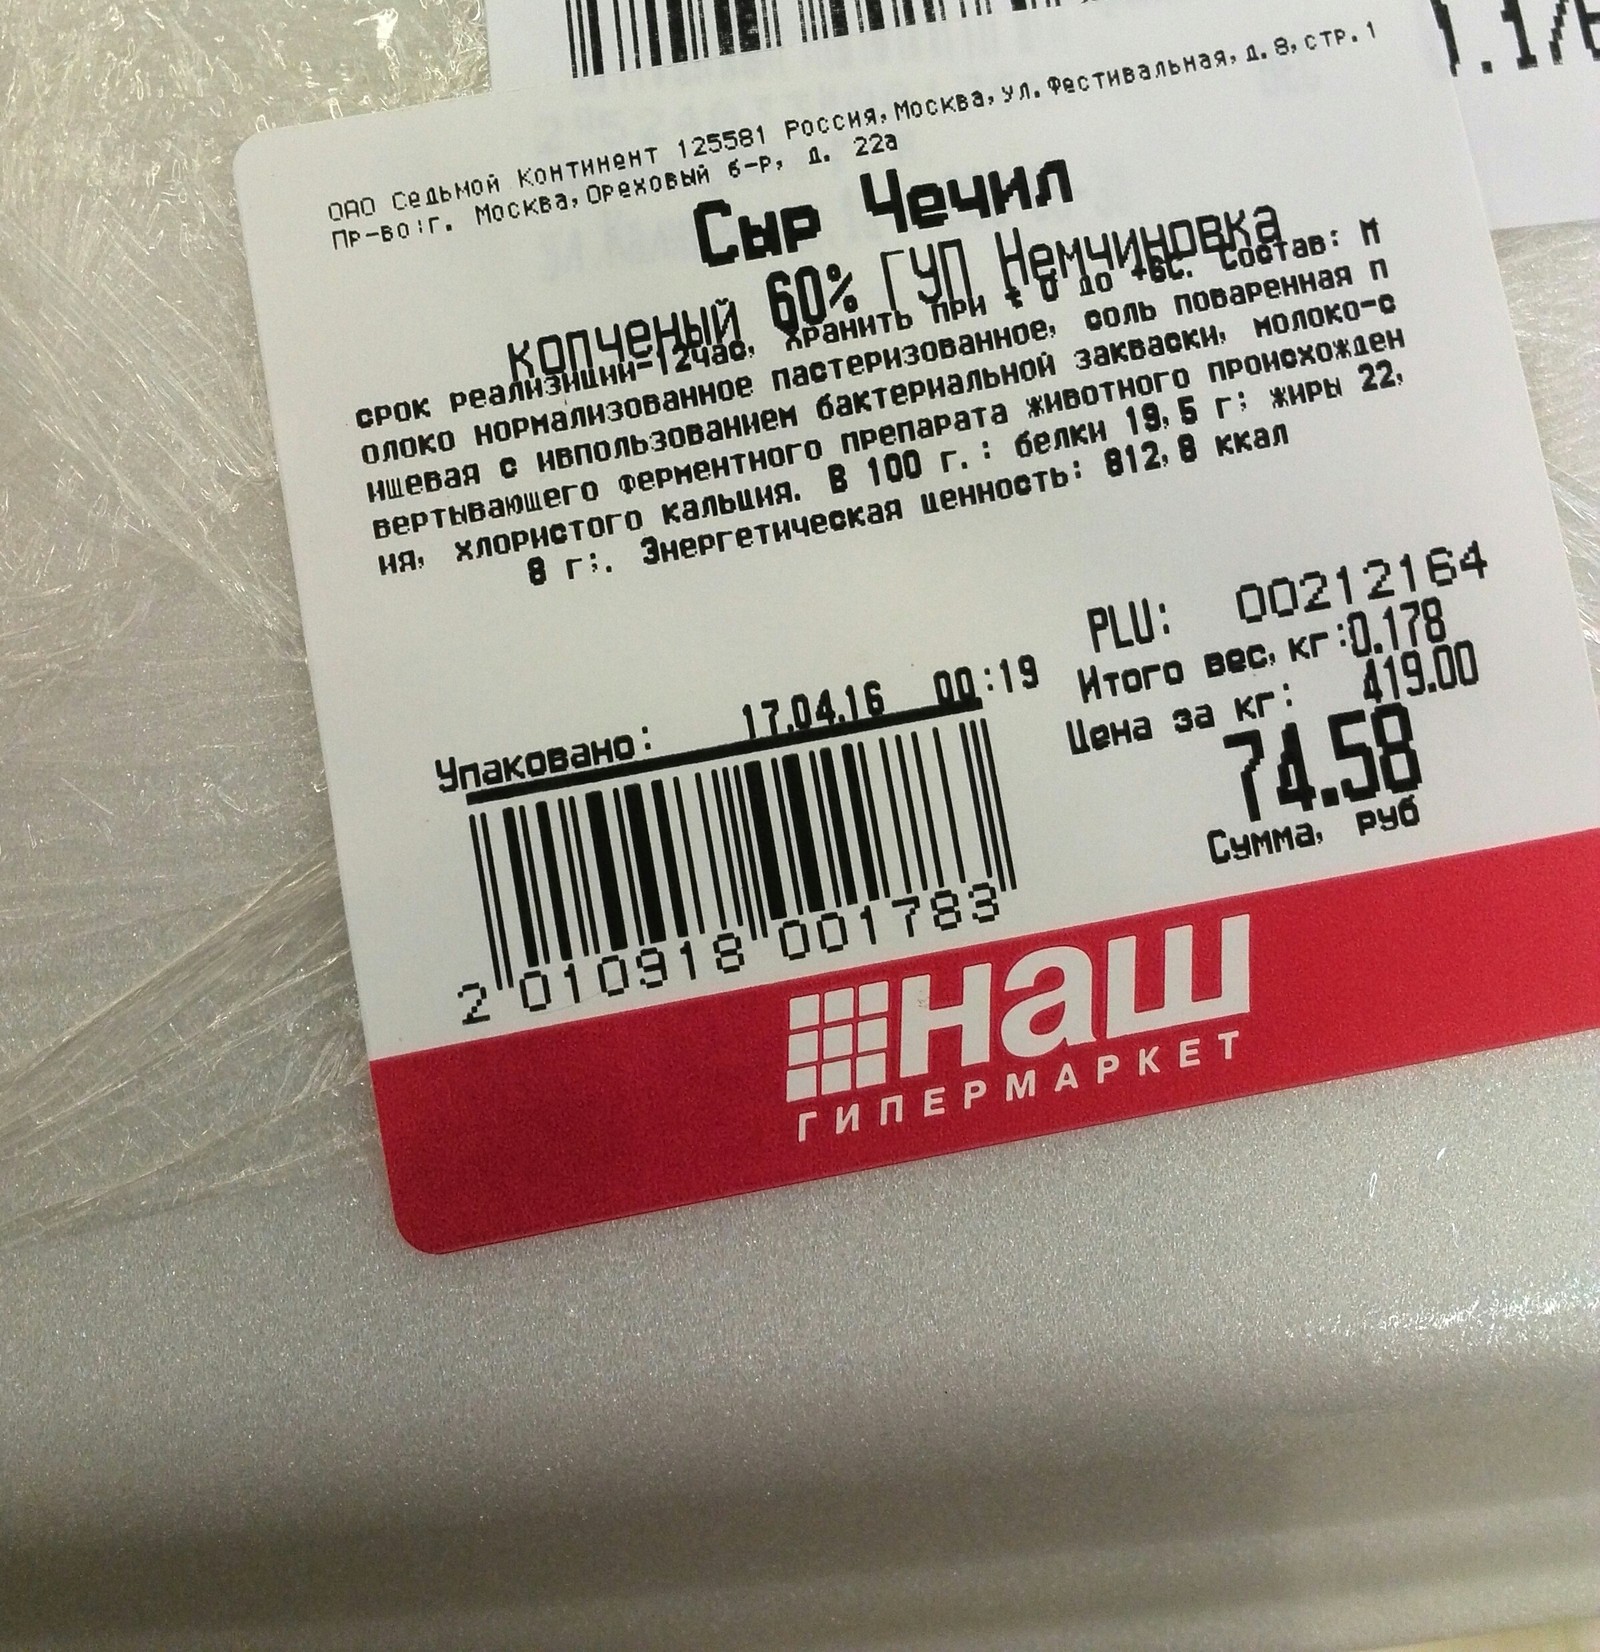 1.176
ОАО Седьмой Континент 125581 Россия, Москва, ул. Фестивальная, д. 8, стр. 1
Пр-во:г. Москва, Ореховый б-р, д. 22а
Сыр Чечил
копченый 60% ГУП Немчиновка
срок реализации-12час, хранить при + 0 до +6С. Состав: М
олоко нормализованное пастеризованное, соль поваренная п
ищевая с ипользованием бактериальной закваски, молоко-с
вертывающего ферментного препарата животного происхожден
ия, хлористого кальция. В 100 г. : белки 19,5 г; жиры 22,
8 г;. Энергетическая ценность: 812,8 ккал
PLU: 00212164
Итого вес, кг:0.178
Цена за кг: 419.00
74.58
Сумма, руб
Упаковано: 17.04.16 00:19
2 010918 001783
наш
ГИПЕРМАРКЕТ